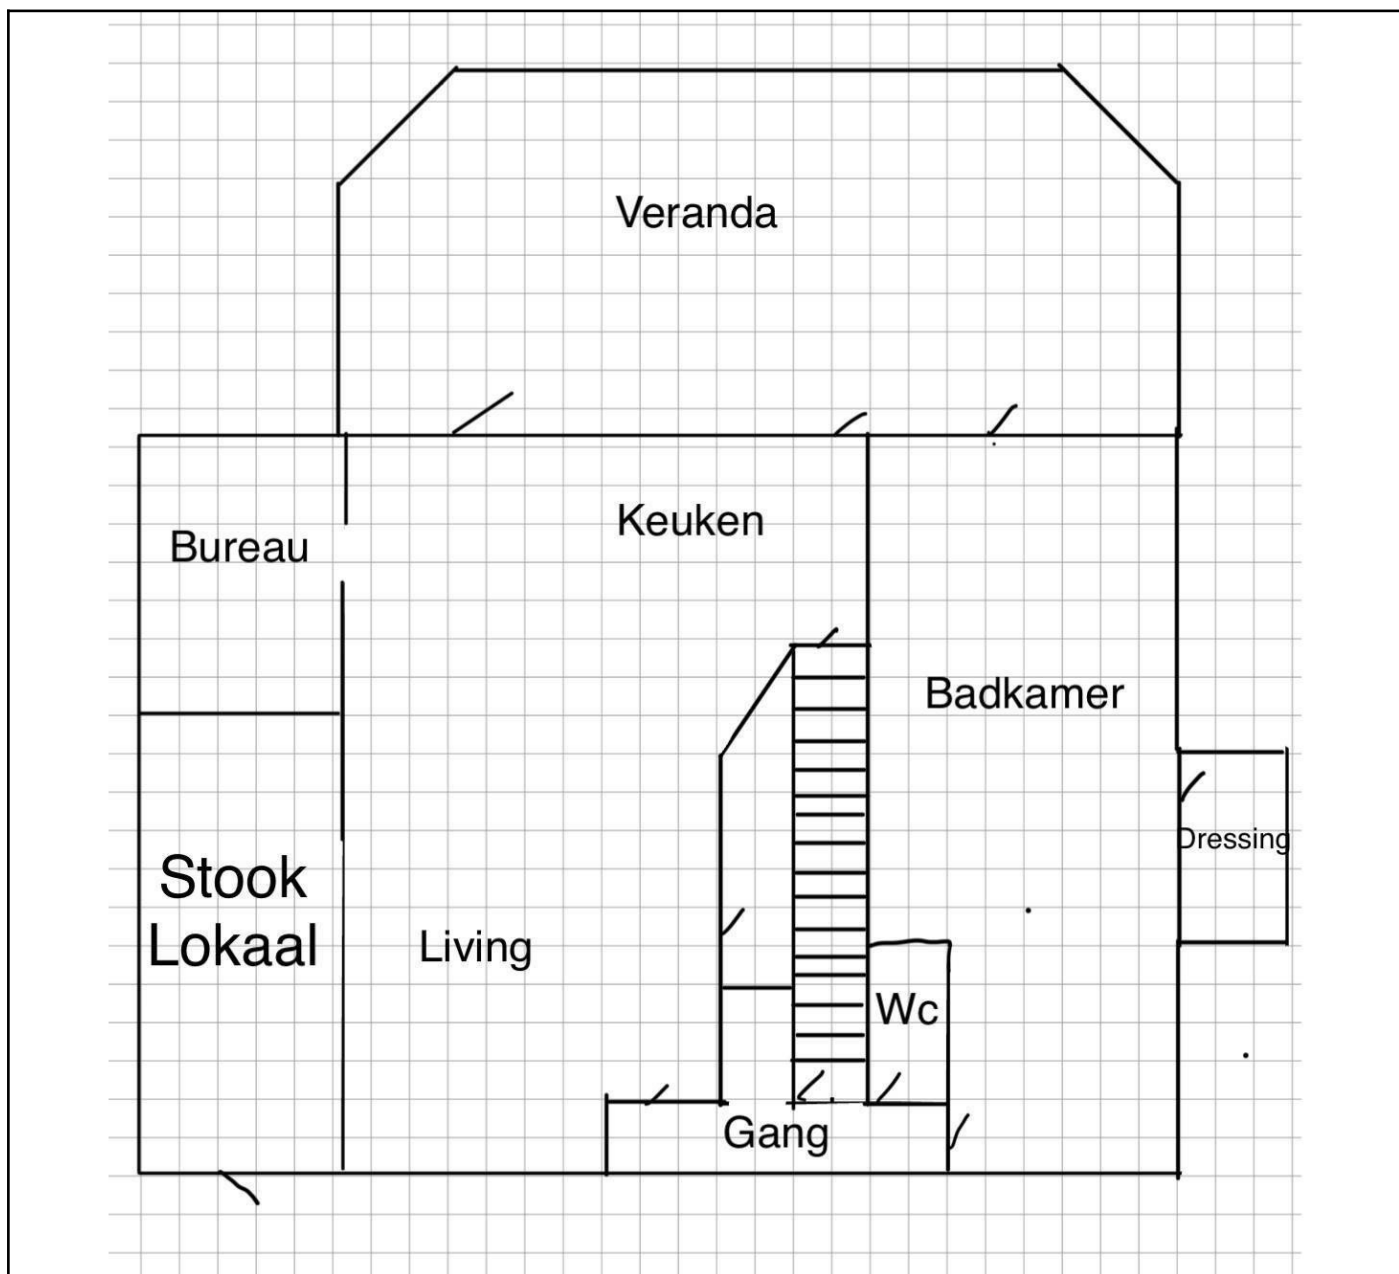 Veranda
Keuken
Bureau
Badkamer
Dressing
Stook
Lokaal
Living
Wc
Gang